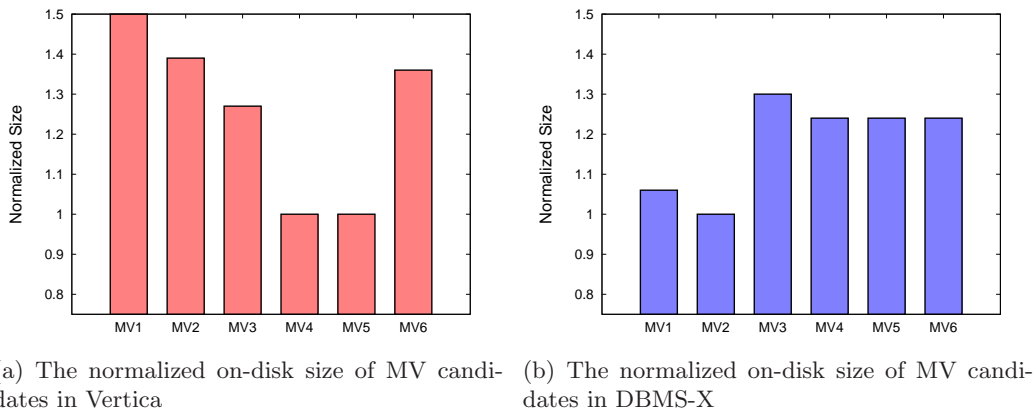 1.5
1.4
1.3
1.2
1.1
1
0.9
0.8
Normalized Size
MV1 MV2 MV3 MV4 MV5 MV6
(a) The normalized on-disk size of MV candi-
dates in Vertica
1.5
1.4
1.3
1.2
1.1
1
0.9
0.8
Normalized Size
MV1 MV2 MV3 MV4 MV5 MV6
(b) The normalized on-disk size of MV candi-
dates in DBMS-X